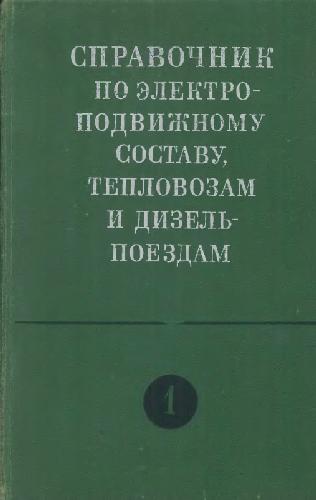 СПРАВОЧНИК
ПО ЭЛЕКТРО-
ПОДВИЖНОМУ
СОСТАВУ,
ТЕПЛОВОЗАМ
И ДИЗЕЛЬ-
ПОЕЗДАМ
1